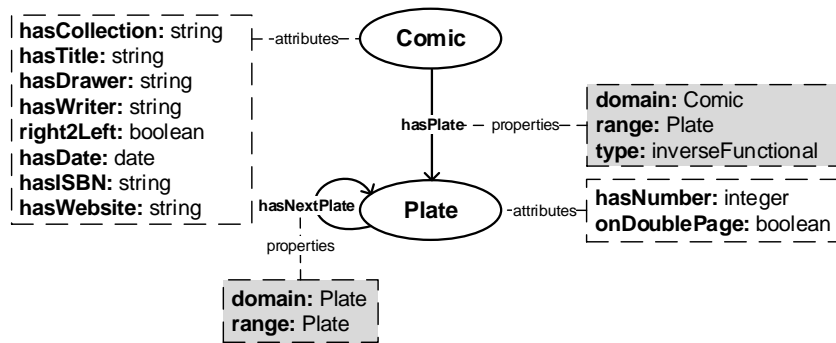 hasCollection: string
hasTitle: string
hasDrawer: string
hasWriter: string
right2Left: boolean
hasDate: date
hasISBN: string
hasWebsite: string
attributes
Comic
hasPlate
properties
domain: Comic
range: Plate
type: inverseFunctional
hasNextPlate
Plate
attributes
hasNumber: integer
onDoublePage: boolean
properties
domain: Plate
range: Plate